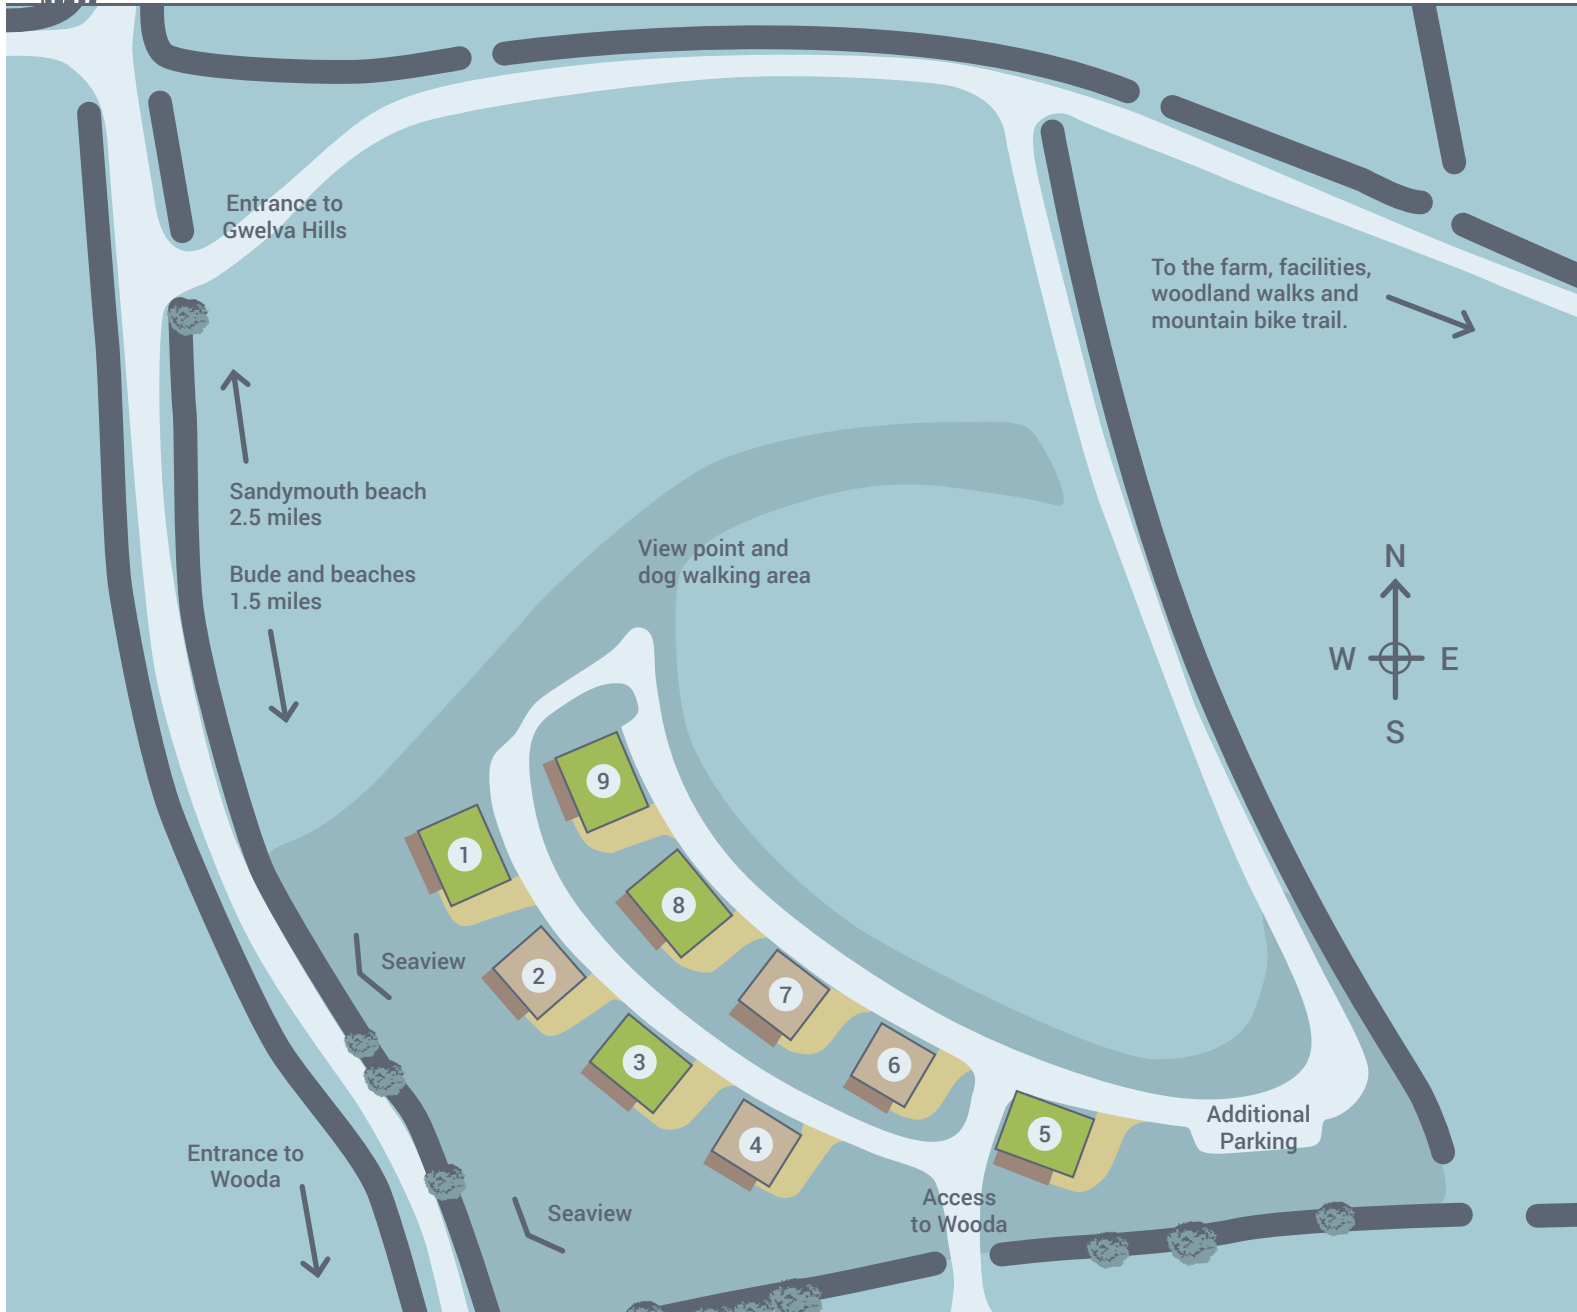 Entrance to
Gwelva Hills
To the farm, facilities,
woodland walks and
mountain bike trail.
Sandymouth beach
2.5 miles
View point and
dog walking area
Bude and beaches
1.5 miles
N
W
E
S
9
1
8
Seaview
2
7
3
6
Additional
Parking
5
4
Entrance to
Wooda
Access
to Wooda
Seaview